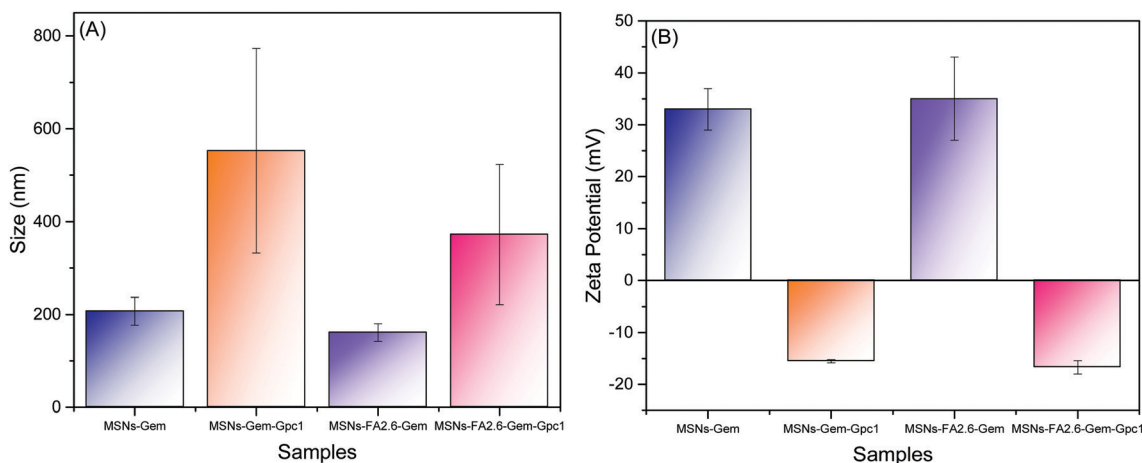 (A)
800
600
400
200
0
Size (nm)
MSNs-Gem
MSNs-Gem-Gpc1
MSNs-FA2.6-Gem
MSNs-FA2.6-Gem-Gpc1
Samples
(B)
50
40
30
20
10
0
-10
-20
Zeta Potential (mV)
MSNs-Gem
MSNs-Gem-Gpc1
MSNs-FA2.6-Gem
MSNs-FA2.6-Gem-Gpc1
Samples